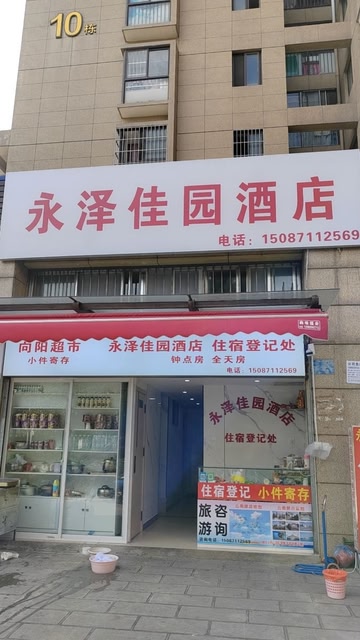 10栋
永泽佳园酒店
电话：15087112569
向阳超市 永泽佳园酒店 住宿登记处
小件寄存 钟点房 全天房
电话：15087112569
永泽佳园酒店
住宿登记处
住宿登记 小件寄存
旅咨
游询
15087112569